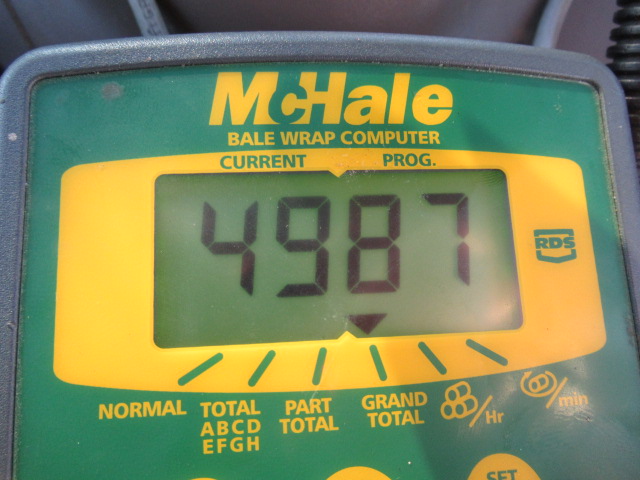 McHale
BALE WRAP COMPUTER
CURRENT PROG.
4987
RDS
NORMAL TOTAL PART GRAND
ABCD TOTAL TOTAL /Hr /min
EFGH
SET